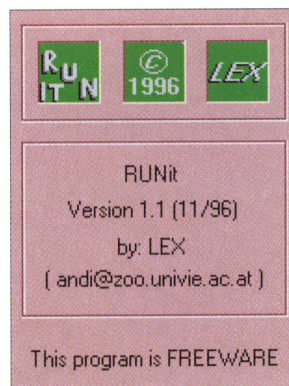 RUN IT
© 1996
LEX
RUNit
Version 1.1 (11/96)
by: LEX
( andi@zoo.univie.ac.at )
This program is FREEWARE